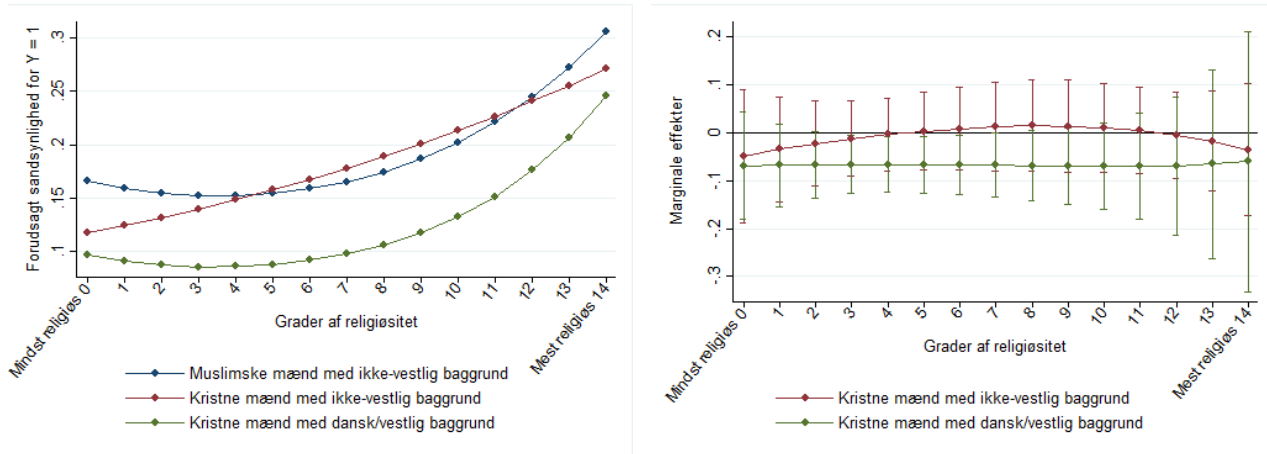 Forudsagt sandsynlighed for Y = 1
.3
.25
.2
.15
.1
Mindst religiøs 0
1
2
3
4
5
6
7
8
9
10
11
12
13
Mest religiøs 14
Grader af religiøsitet
Muslimske mænd med ikke-vestlig baggrund
Kristne mænd med ikke-vestlig baggrund
Kristne mænd med dansk/vestlig baggrund
Marginale effekter
.2
.1
0
-.1
-.2
-.3
Mindst religiøs 0
1
2
3
4
5
6
7
8
9
10
11
12
13
Mest religiøs 14
Grader af religiøsitet
Kristne mænd med ikke-vestlig baggrund
Kristne mænd med dansk/vestlig baggrund